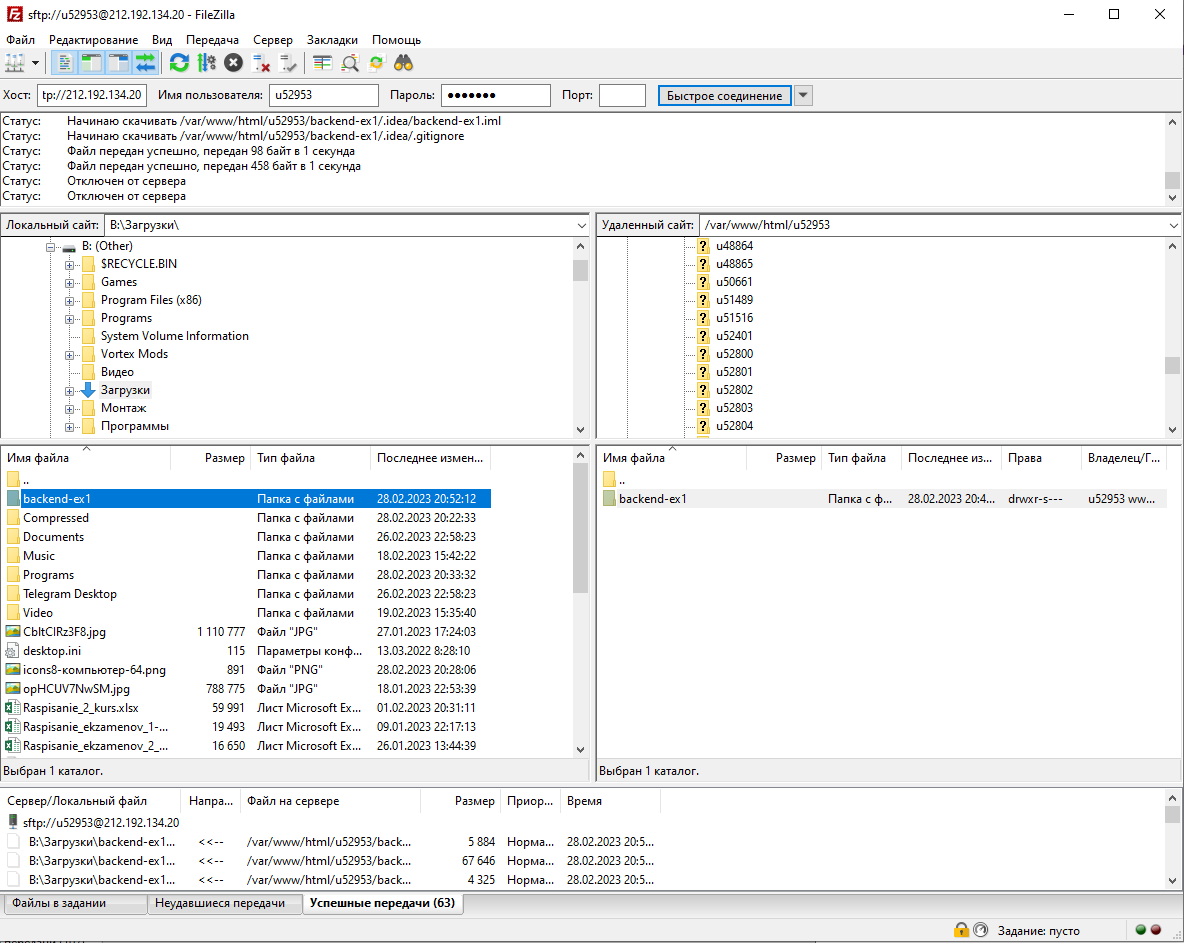 sftp://u52953@212.192.134.20 - FileZilla
Файл Редактирование Вид Передача Сервер Закладки Помощь
Хост: tp://212.192.134.20 Имя пользователя: u52953 Пароль: ●●●●●●● Порт: Быстрое соединение
Статус: Начинаю скачивать /var/www/html/u52953/backend-ex1/.idea/backend-ex1.iml
Статус: Начинаю скачивать /var/www/html/u52953/backend-ex1/.idea/.gitignore
Статус: Файл передан успешно, передан 98 байт в 1 секунда
Статус: Файл передан успешно, передан 458 байт в 1 секунда
Статус: Отключен от сервера
Статус: Отключен от сервера
Локальный сайт: B:\Загрузки\
B: (Other)
$RECYCLE.BIN
Games
Program Files (x86)
Programs
System Volume Information
Vortex Mods
Видео
Загрузки
Монтаж
Программы
Удаленный сайт: /var/www/html/u52953
u48864
u48865
u50661
u51489
u51516
u52401
u52800
u52801
u52802
u52803
u52804
Имя файла Размер Тип файла Последнее измен...
..
backend-ex1 Папка с файлами 28.02.2023 20:52:12
Compressed Папка с файлами 28.02.2023 20:22:33
Documents Папка с файлами 26.02.2023 22:58:23
Music Папка с файлами 18.02.2023 15:42:22
Programs Папка с файлами 28.02.2023 20:33:32
Telegram Desktop Папка с файлами 26.02.2023 22:58:23
Video Папка с файлами 19.02.2023 15:35:40
CbltClRz3F8.jpg 1 110 777 Файл "JPG" 27.01.2023 17:24:03
desktop.ini 115 Параметры конф... 13.03.2022 8:28:10
icons8-компьютер-64.png 891 Файл "PNG" 28.02.2023 20:28:06
opHCUV7NwSM.jpg 788 775 Файл "JPG" 18.01.2023 22:53:39
Raspisanie_2_kurs.xlsx 59 991 Лист Microsoft Ex... 01.02.2023 20:31:11
Raspisanie_ekzamenov_1-... 19 493 Лист Microsoft Ex... 09.01.2023 22:17:13
Raspisanie_ekzamenov_2_... 16 650 Лист Microsoft Ex... 26.01.2023 13:44:39
Выбран 1 каталог.
Имя файла Размер Тип файла Последнее из... Права Владелец/Г...
..
backend-ex1 Папка с ф... 28.02.2023 20:4... drwxr-s--- u52953 ww...
Выбран 1 каталог.
Сервер/Локальный файл Напра... Файл на сервере Размер Приор... Время
sftp://u52953@212.192.134.20
B:\Загрузки\backend-ex1... <<-- /var/www/html/u52953/back... 5 884 Норма... 28.02.2023 20:5...
B:\Загрузки\backend-ex1... <<-- /var/www/html/u52953/back... 67 646 Норма... 28.02.2023 20:5...
B:\Загрузки\backend-ex1... <<-- /var/www/html/u52953/back... 4 325 Норма... 28.02.2023 20:5...
Файлы в задании Неудавшиеся передачи Успешные передачи (63)
Задание: пусто